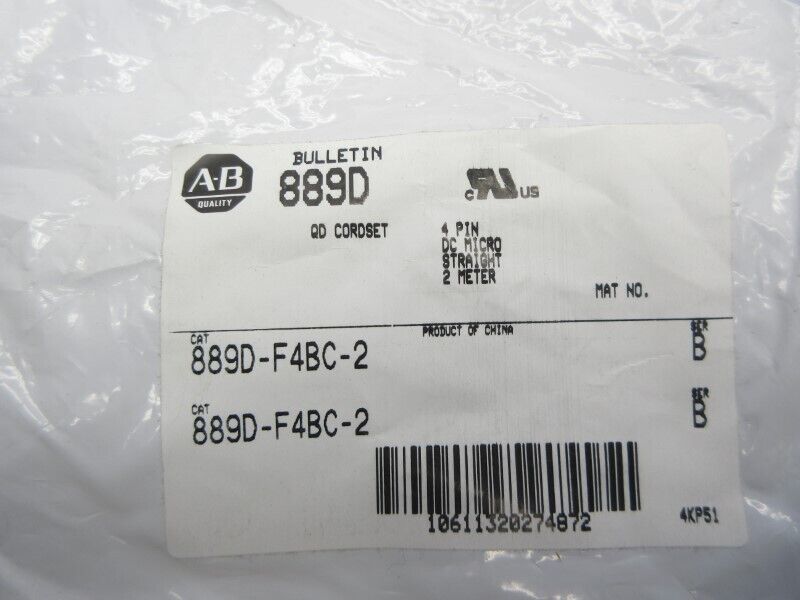 A-B
QUALITY
BULLETIN
889D
QD CORDSET
c RU US
4 PIN
DC MICRO
STRAIGHT
2 METER
MAT NO.
PRODUCT OF CHINA
CAT
889D-F4BC-2
SER
B
CAT
889D-F4BC-2
SER
B
10611320274872
4KP51